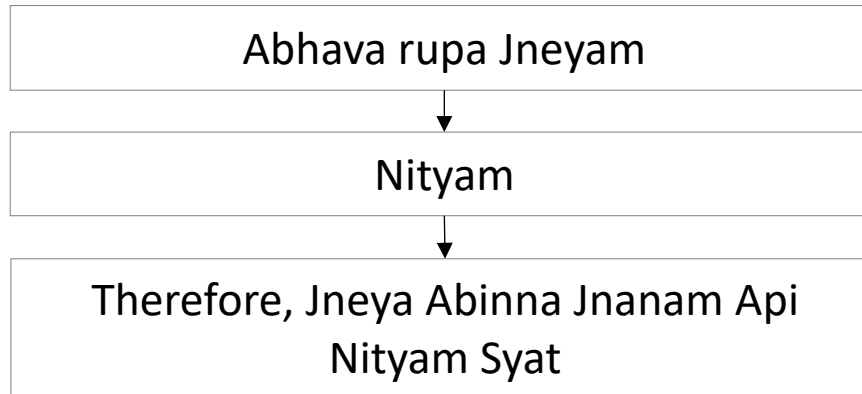 Abhava rupa Jneyam
Nityam
Therefore, Jneya Abinna Jnanam Api
Nityam Syat